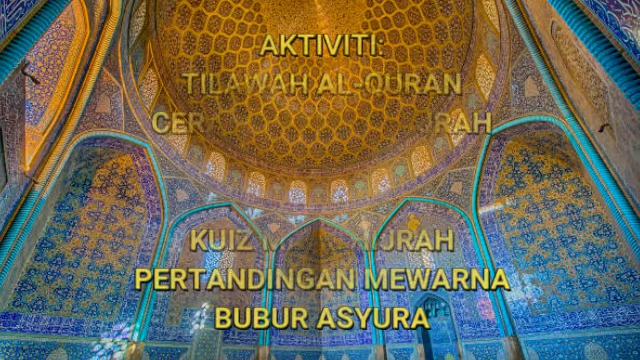 AKTIVITI:
TILAWAH AL-QURAN
KUIZ
PERTANDINGAN MEWARNA
BUBUR ASYURA